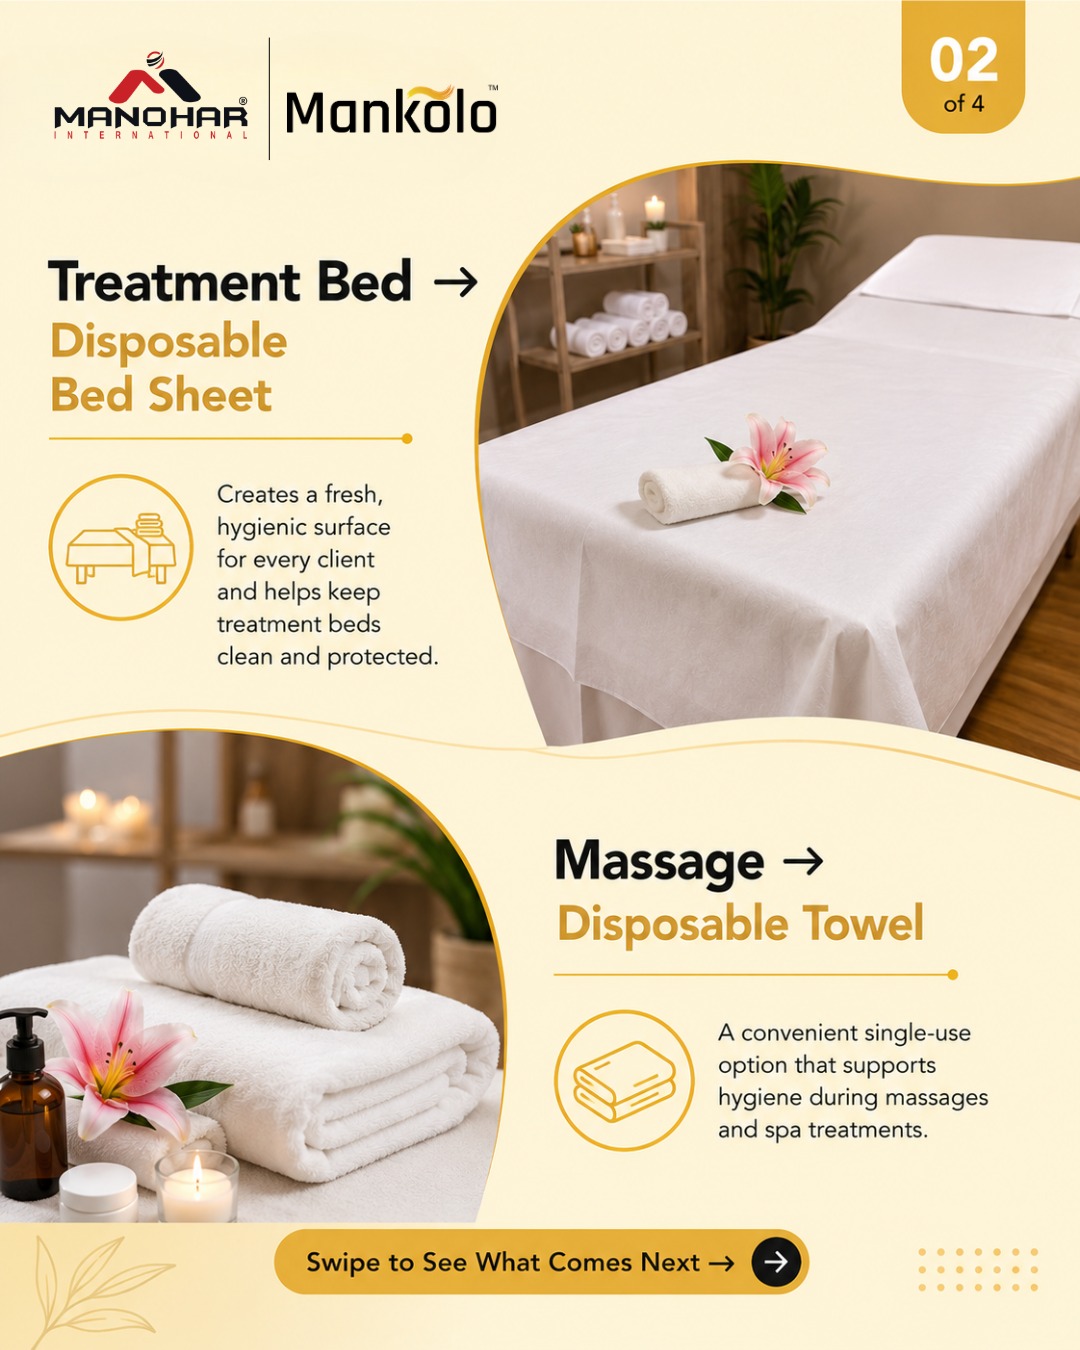 MANOHAR®
INTERNATIONAL
Mankolo™
02
of 4
Treatment Bed →
Disposable
Bed Sheet
Creates a fresh,
hygienic surface
for every client
and helps keep
treatment beds
clean and protected.
Massage →
Disposable Towel
A convenient single-use
option that supports
hygiene during massages
and spa treatments.
Swipe to See What Comes Next →